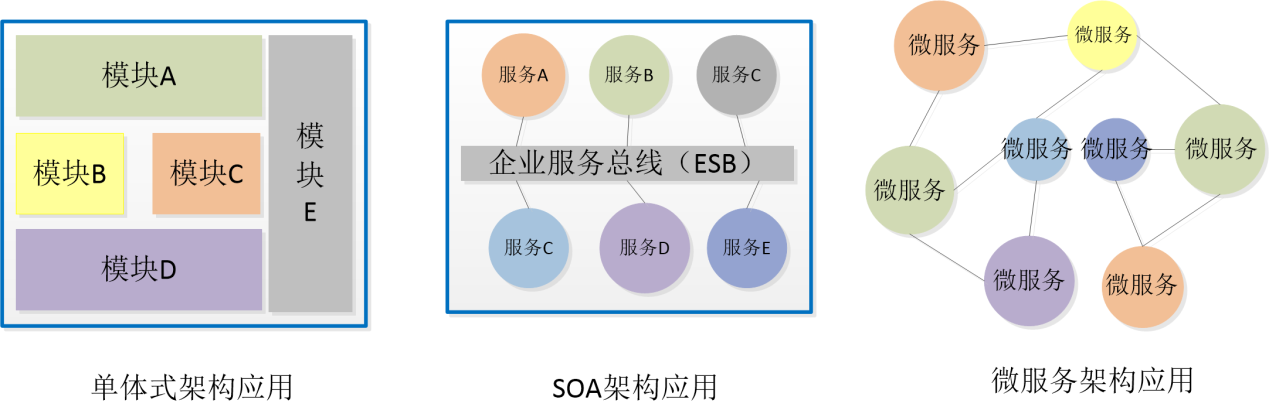 模块A
模块B
模块C
模块D
模块E
单体式架构应用
服务A
服务B
服务C
企业服务总线（ESB）
服务C
服务D
服务E
SOA架构应用
微服务
微服务
微服务
微服务
微服务
微服务
微服务
微服务
微服务架构应用